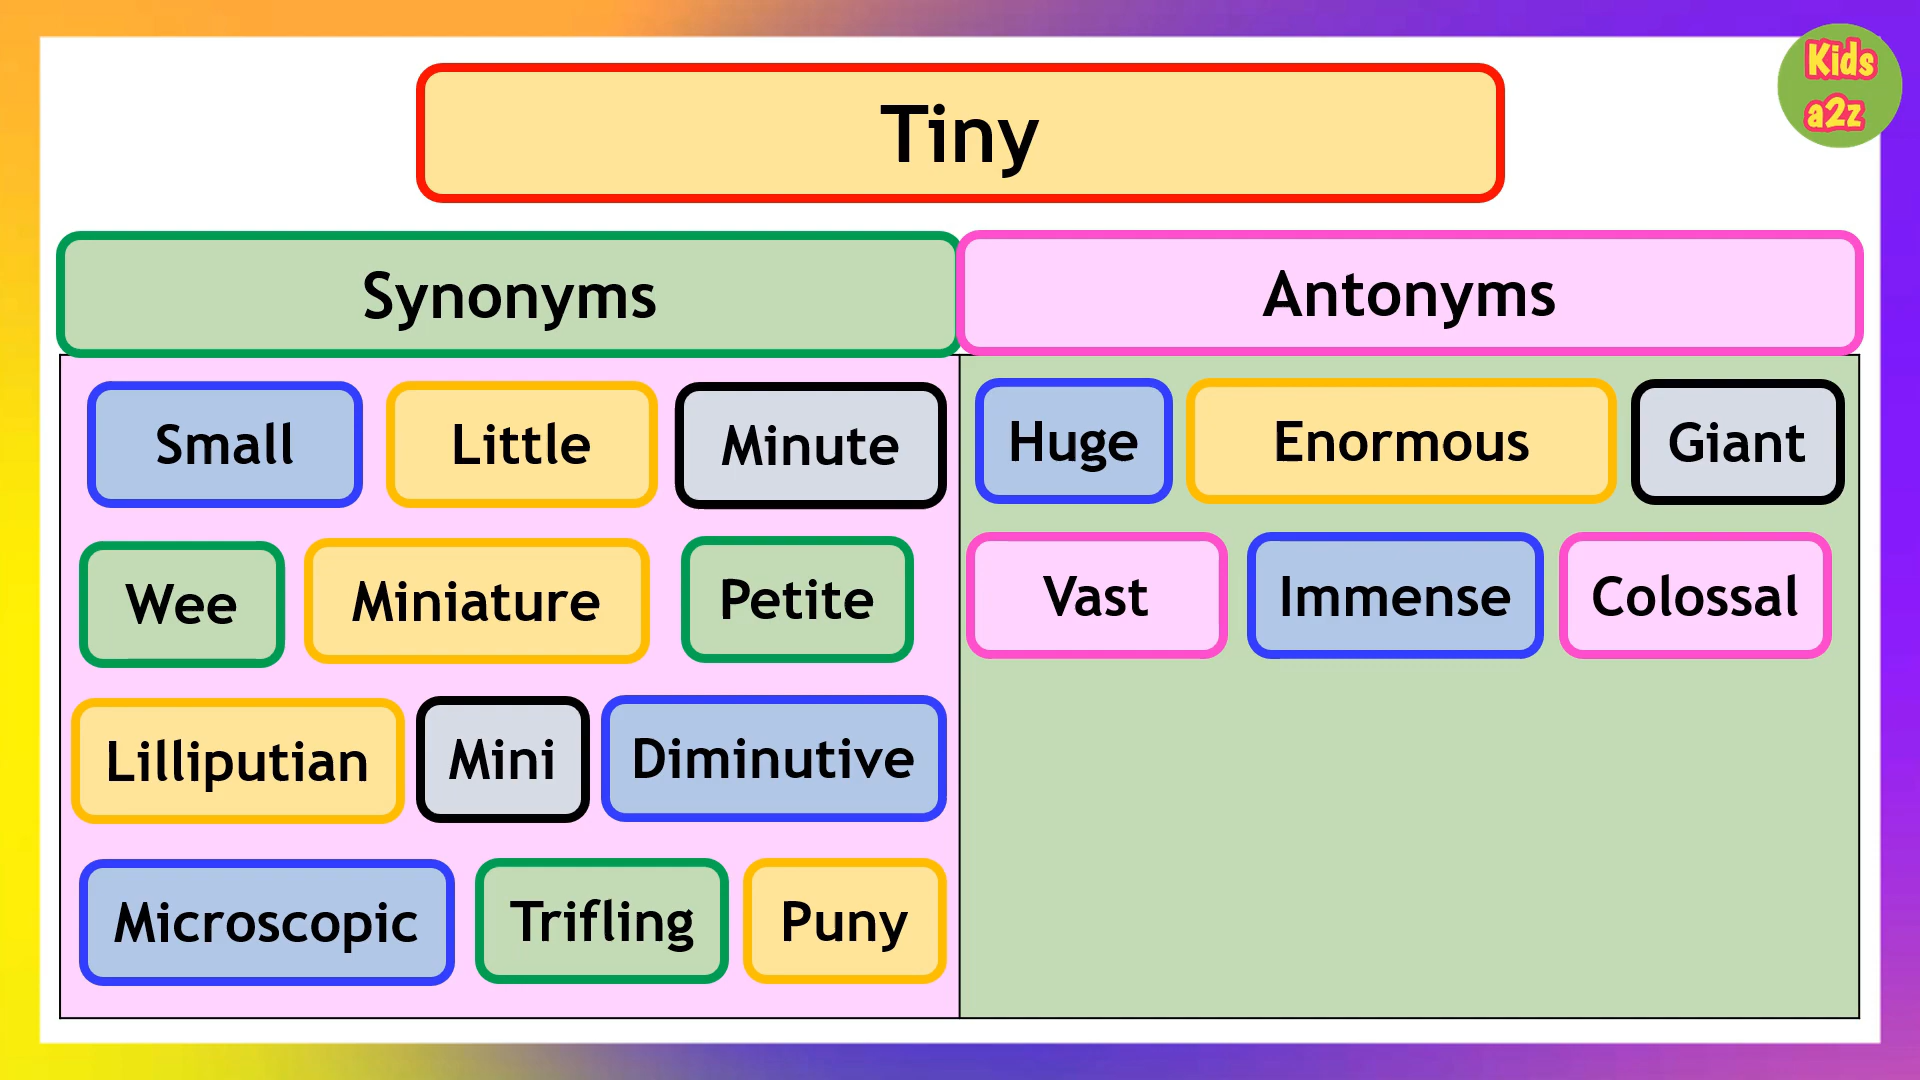 Kids
a2z
Tiny
Synonyms
Antonyms
Small Little Minute
Wee Miniature Petite
Lilliputian Mini Diminutive
Microscopic Trifling Puny
Huge Enormous Giant
Vast Immense Colossal